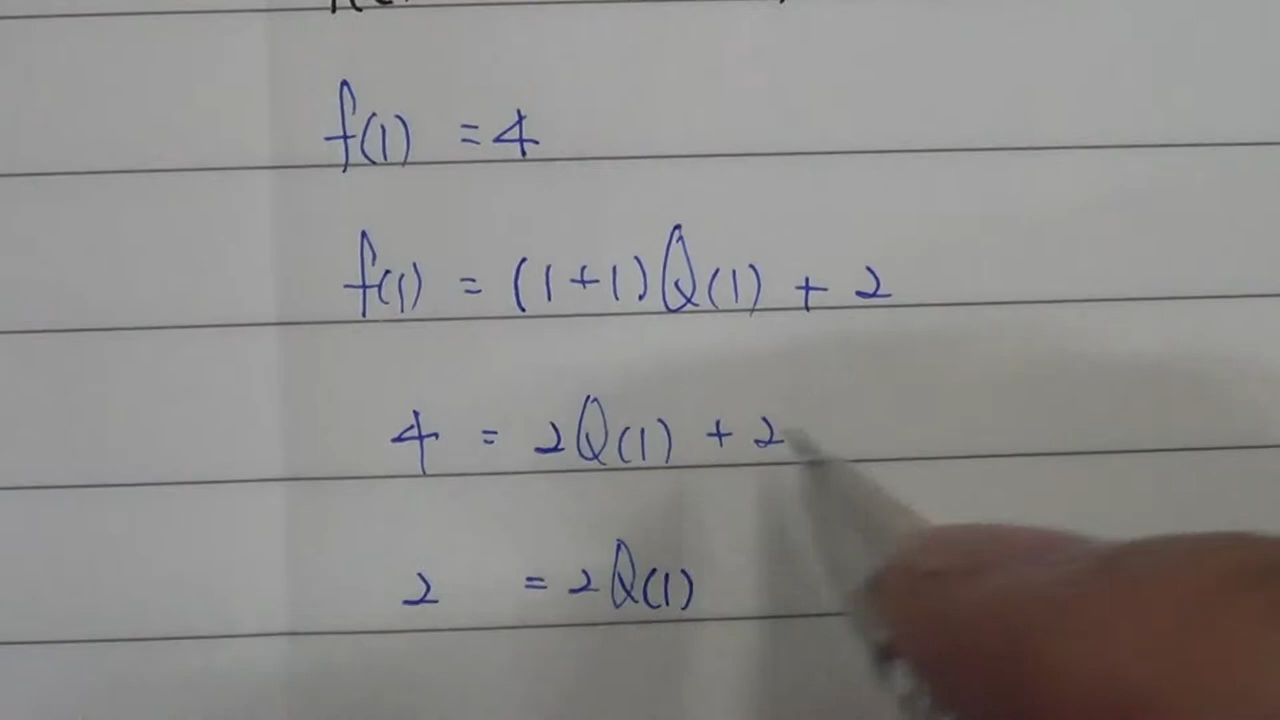 f(1) = 4
f(1) = (1+1)Q(1) + 2
4 = 2Q(1) + 2
2 = 2Q(1)